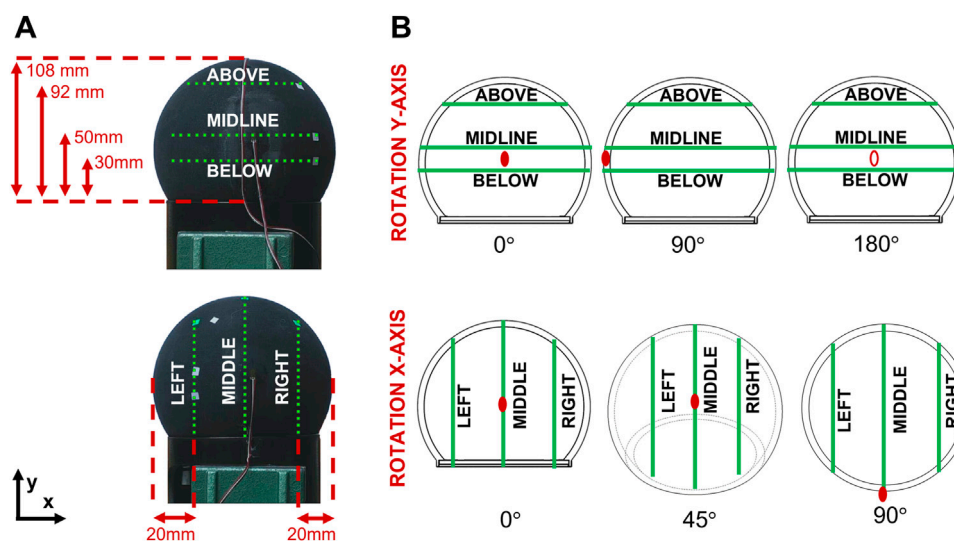 A
108 mm
92 mm
50mm
30mm
ABOVE
MIDLINE
BELOW
LEFT
MIDDLE
RIGHT
y
x
20mm
20mm
B
ROTATION Y-AXIS
ABOVE
MIDLINE
BELOW
0°
ABOVE
MIDLINE
BELOW
90°
ABOVE
MIDLINE
BELOW
180°
ROTATION X-AXIS
LEFT
MIDDLE
RIGHT
0°
LEFT
MIDDLE
RIGHT
45°
LEFT
MIDDLE
RIGHT
90°